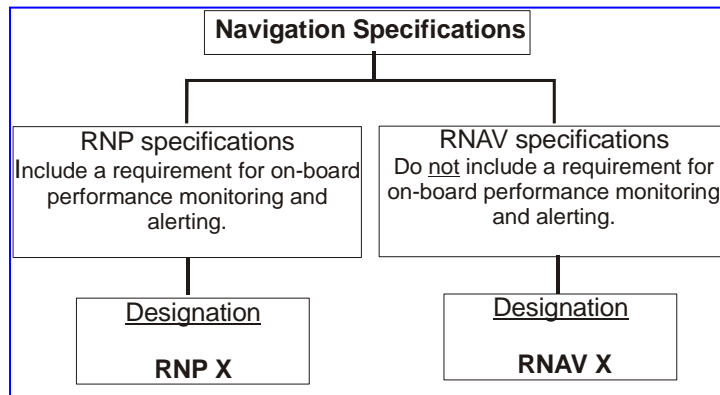 Navigation Specifications
RNP specifications
Include a requirement for on-board
performance monitoring and
alerting.
RNAV specifications
Do not include a requirement for
on-board performance monitoring
and alerting.
Designation
RNP X
Designation
RNAV X